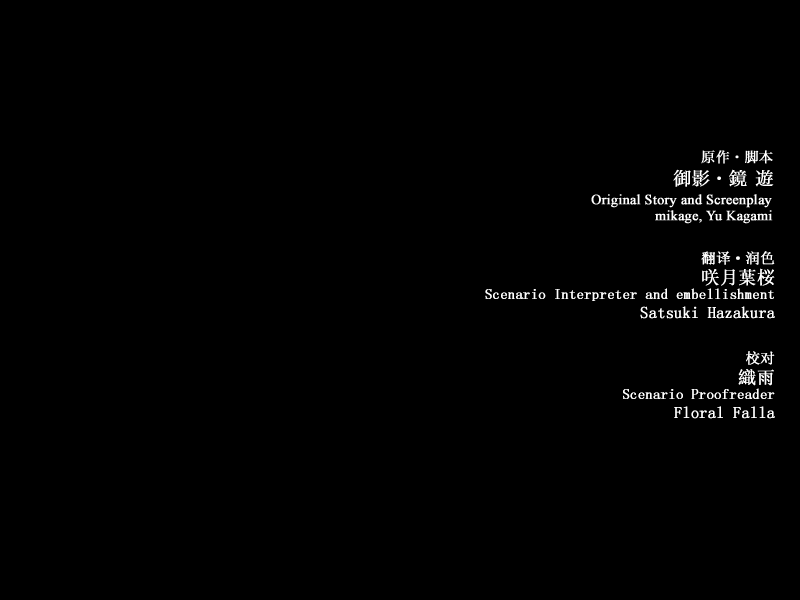 原作・脚本
御影・鏡 遊
Original Story and Screenplay
mikage, Yu Kagami
翻译・润色
咲月葉桜
Scenario Interpreter and embellishment
Satsuki Hazakura
校对
織雨
Scenario Proofreader
Floral Falla